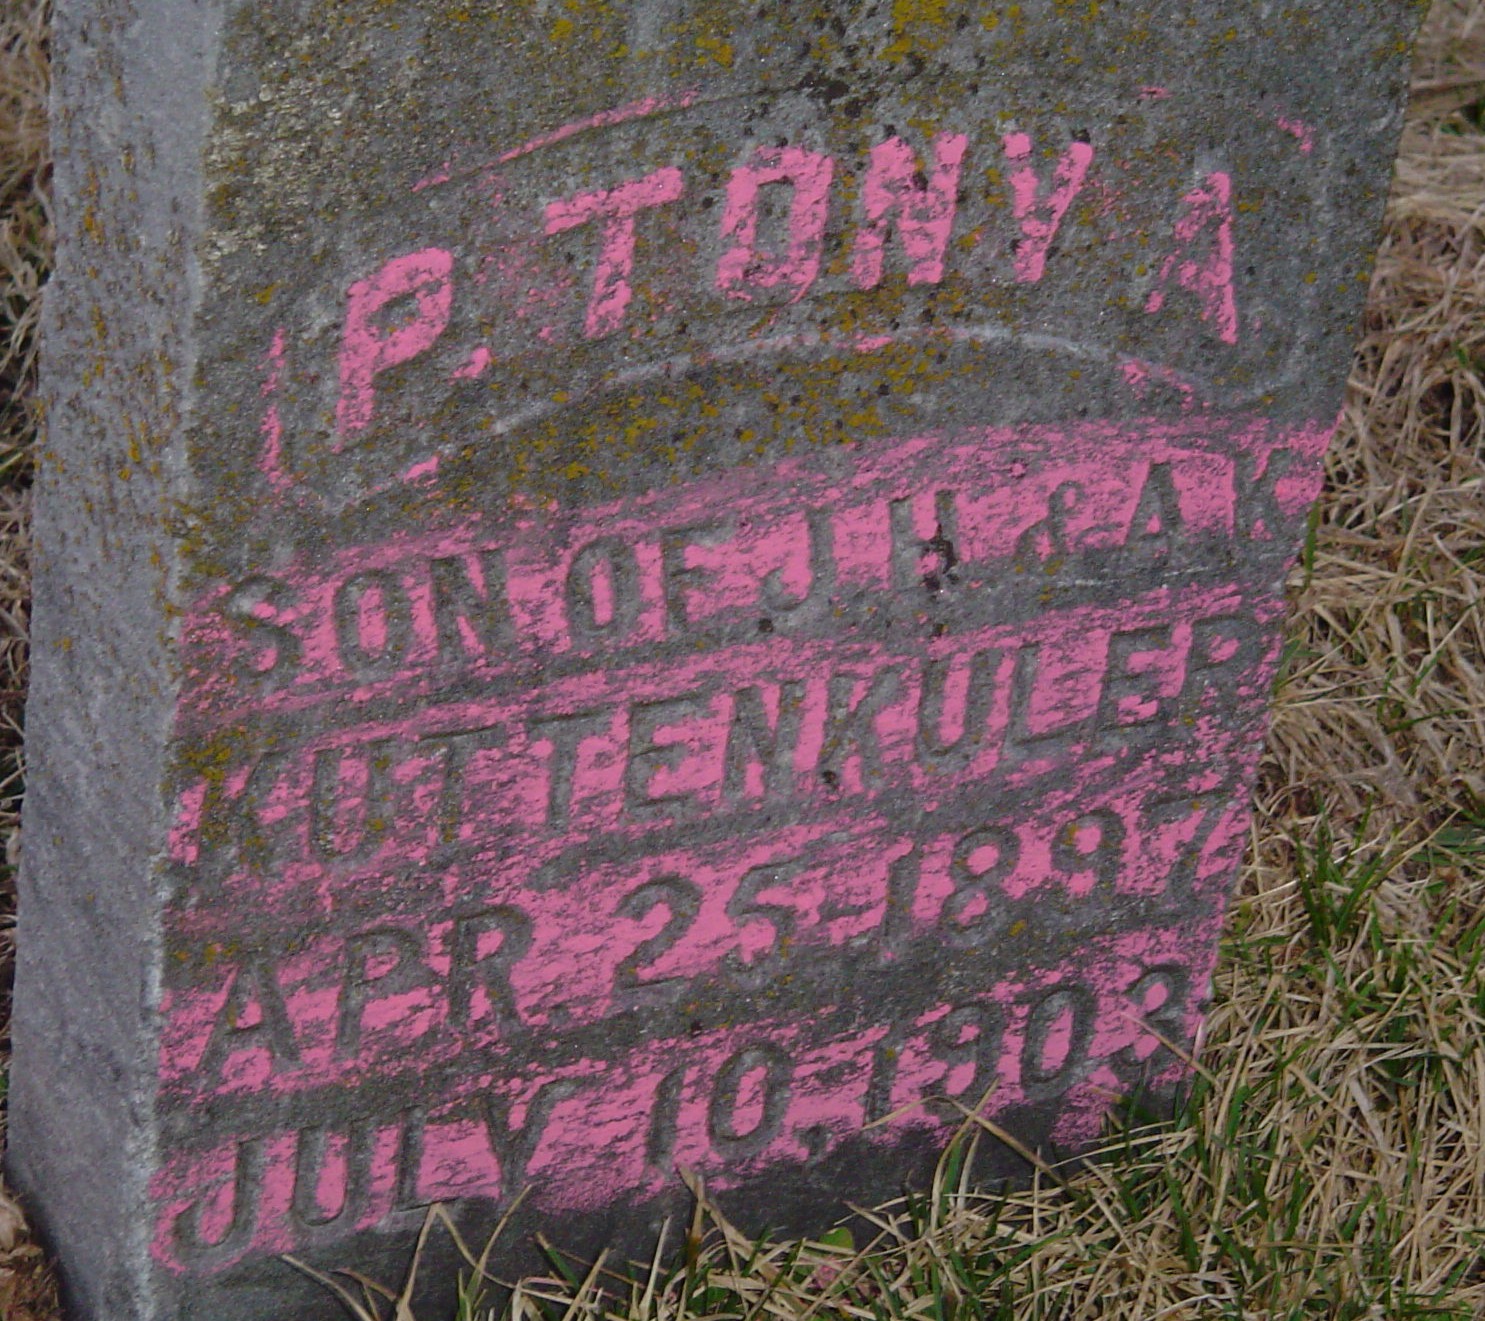 P. TONY A
SON OF J. H & A K
KUTTENKULER
APR. 25 1897
JULY 10, 1903